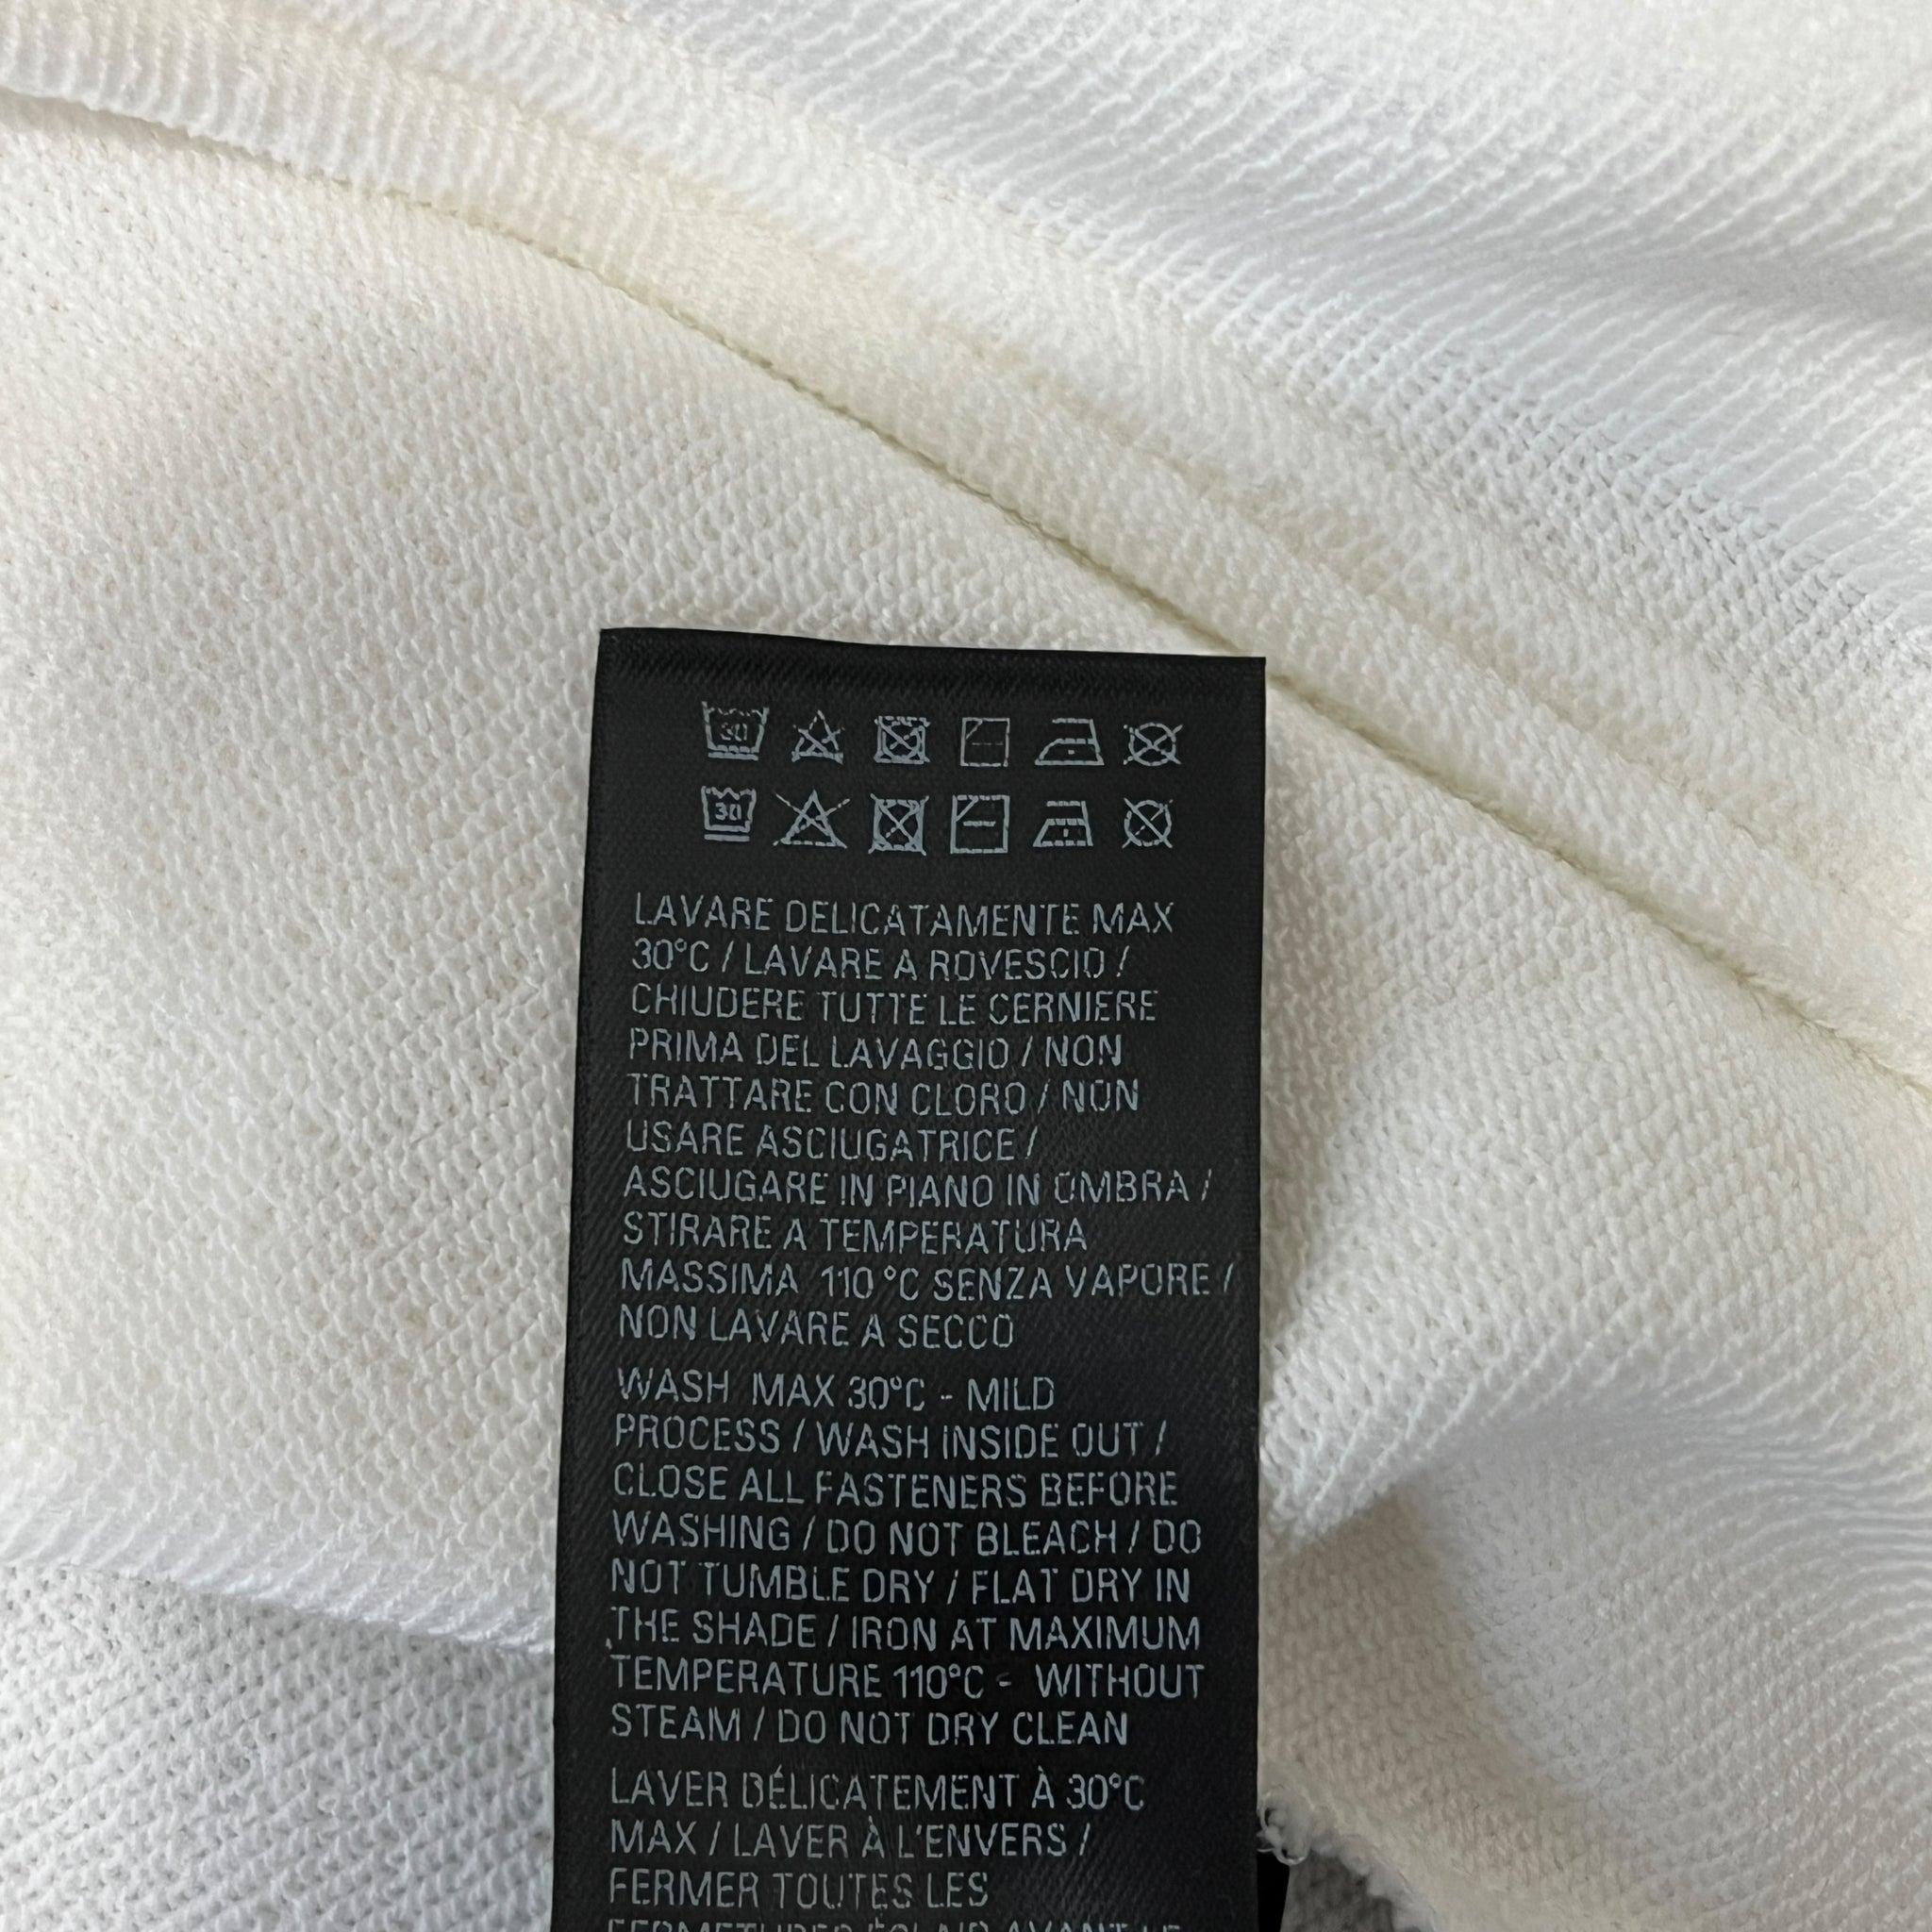 30
30
LAVARE DELICATAMENTE MAX
30°C / LAVARE A ROVESCIO /
CHIUDERE TUTTE LE CERNIERE
PRIMA DEL LAVAGGIO / NON
TRATTARE CON CLORO / NON
USARE ASCIUGATRICE /
ASCIUGARE IN PIANO IN OMBRA /
STIRARE A TEMPERATURA
MASSIMA 110 °C SENZA VAPORE /
NON LAVARE A SECCO
WASH MAX 30°C - MILD
PROCESS / WASH INSIDE OUT /
CLOSE ALL FASTENERS BEFORE
WASHING / DO NOT BLEACH / DO
NOT TUMBLE DRY / FLAT DRY IN
THE SHADE / IRON AT MAXIMUM
TEMPERATURE 110°C - WITHOUT
STEAM / DO NOT DRY CLEAN
LAVER DÉLICATEMENT À 30°C
MAX / LAVER À L'ENVERS /
FERMER TOUTES LES
FERMETURES ÉCLAIR AVANT LE